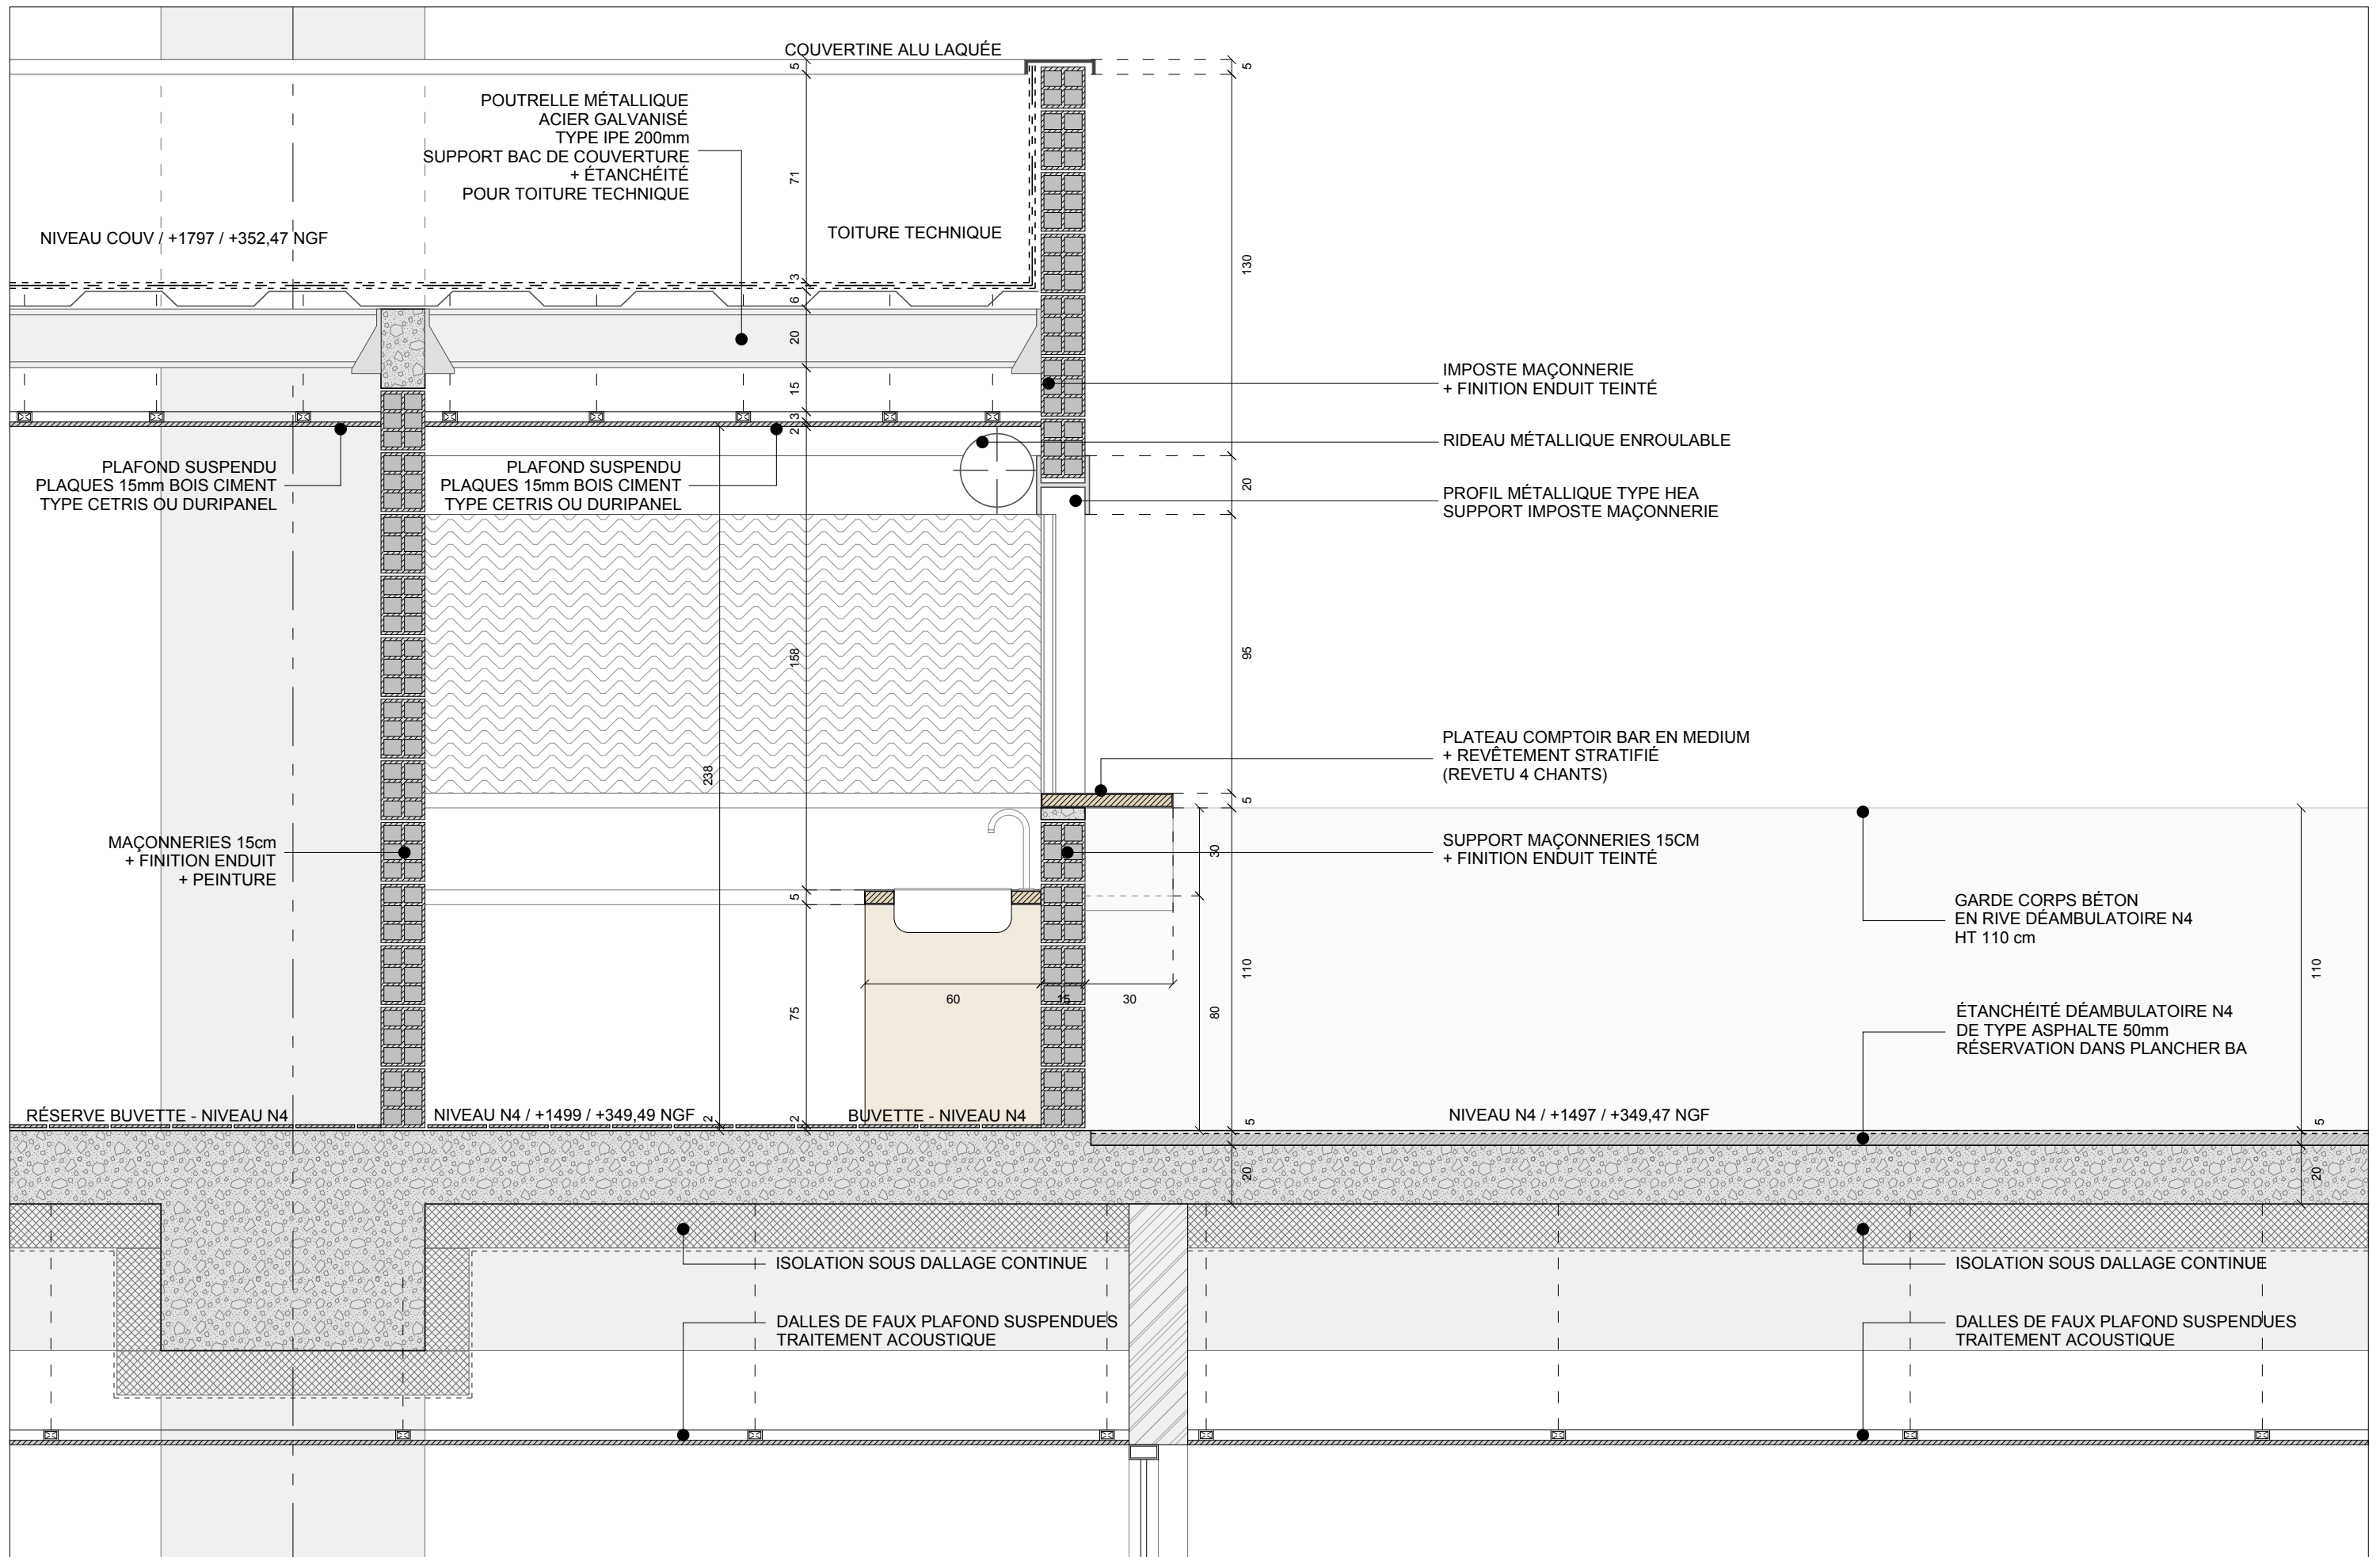 COUVERTINE ALU LAQUÉE
5
5
POUTRELLE MÉTALLIQUE
ACIER GALVANISÉ
TYPE IPE 200mm
SUPPORT BAC DE COUVERTURE
+ ÉTANCHÉITÉ
POUR TOITURE TECHNIQUE
71
NIVEAU COUV / +1797 / +352,47 NGF
TOITURE TECHNIQUE
130
3
6
20
15
3
2
IMPOSTE MAÇONNERIE
+ FINITION ENDUIT TEINTÉ
RIDEAU MÉTALLIQUE ENROULABLE
PLAFOND SUSPENDU
PLAQUES 15mm BOIS CIMENT
TYPE CETRIS OU DURIPANEL
PLAFOND SUSPENDU
PLAQUES 15mm BOIS CIMENT
TYPE CETRIS OU DURIPANEL
20
PROFIL MÉTALLIQUE TYPE HEA
SUPPORT IMPOSTE MAÇONNERIE
158
95
238
PLATEAU COMPTOIR BAR EN MEDIUM
+ REVÊTEMENT STRATIFIÉ
(REVETU 4 CHANTS)
5
MAÇONNERIES 15cm
+ FINITION ENDUIT
+ PEINTURE
30
SUPPORT MAÇONNERIES 15CM
+ FINITION ENDUIT TEINTÉ
5
GARDE CORPS BÉTON
EN RIVE DÉAMBULATOIRE N4
HT 110 cm
110
110
60
15
30
75
80
ÉTANCHÉITÉ DÉAMBULATOIRE N4
DE TYPE ASPHALTE 50mm
RÉSERVATION DANS PLANCHER BA
RÉSERVE BUVETTE - NIVEAU N4
NIVEAU N4 / +1499 / +349,49 NGF
2
2
BUVETTE - NIVEAU N4
5
NIVEAU N4 / +1497 / +349,47 NGF
5
20
20
ISOLATION SOUS DALLAGE CONTINUE
ISOLATION SOUS DALLAGE CONTINUE
DALLES DE FAUX PLAFOND SUSPENDUES
TRAITEMENT ACOUSTIQUE
DALLES DE FAUX PLAFOND SUSPENDUES
TRAITEMENT ACOUSTIQUE